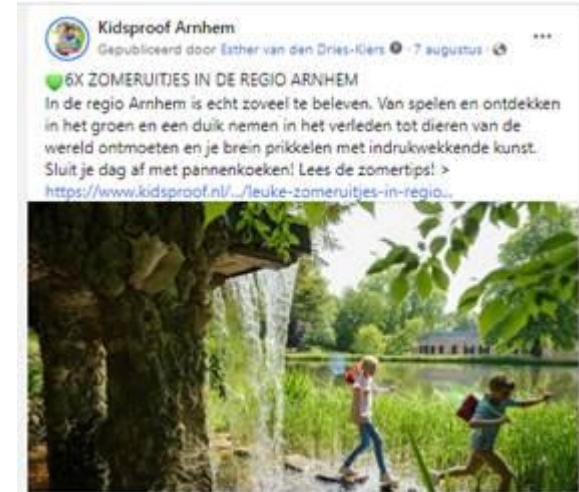 Kidsproof Arnhem
Gepubliceerd door Esther van den Dries-Kiers · 7 augustus ·
💚6X ZOMERUITJES IN DE REGIO ARNHEM
In de regio Arnhem is echt zoveel te beleven. Van spelen en ontdekken
in het groen en een duik nemen in het verleden tot dieren van de
wereld ontmoeten en je brein prikkelen met indrukwekkende kunst.
Sluit je dag af met pannenkoeken! Lees de zomertips! >
https://www.kidsproof.nl/.../leuke-zomeruitjes-in-regio...